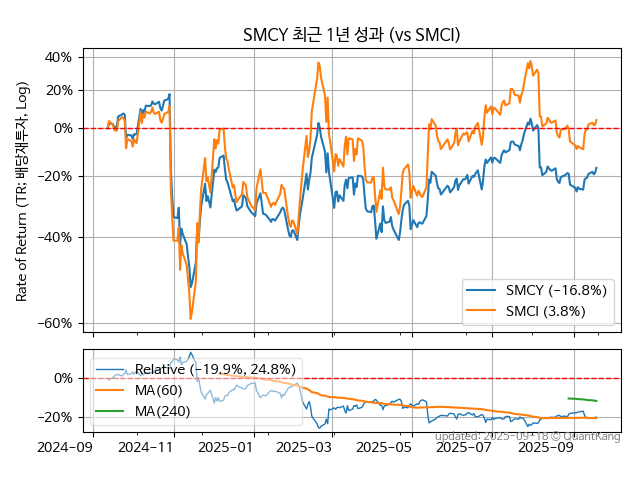 SMCY 최근 1년 성과 (vs SMCI)
Rate of Return (TR: 배당재투자, Log)
40%
20%
0%
−20%
−40%
−60%
SMCY (−16.8%)
SMCI (3.8%)
0%
−20%
Relative (−19.9%, 24.8%)
MA(60)
MA(240)
2024−09
2024−11
2025−01
2025−03
2025−05
2025−07
2025−09
updated: 2025-09-18 © QuantKang